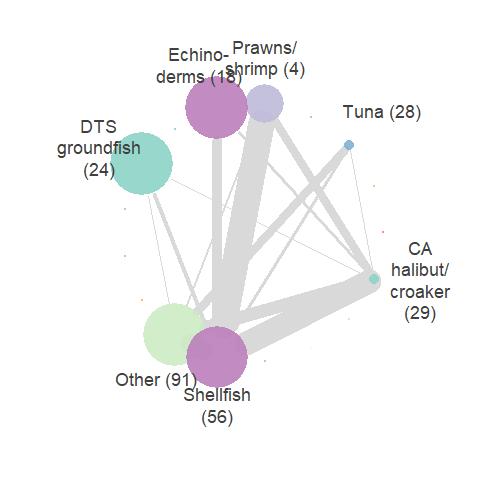 Echino-
derms (18)
Prawns/
shrimp (4)
Tuna (28)
DTS
groundfish
(24)
CA
halibut/
croaker
(29)
Other (91)
Shellfish
(56)